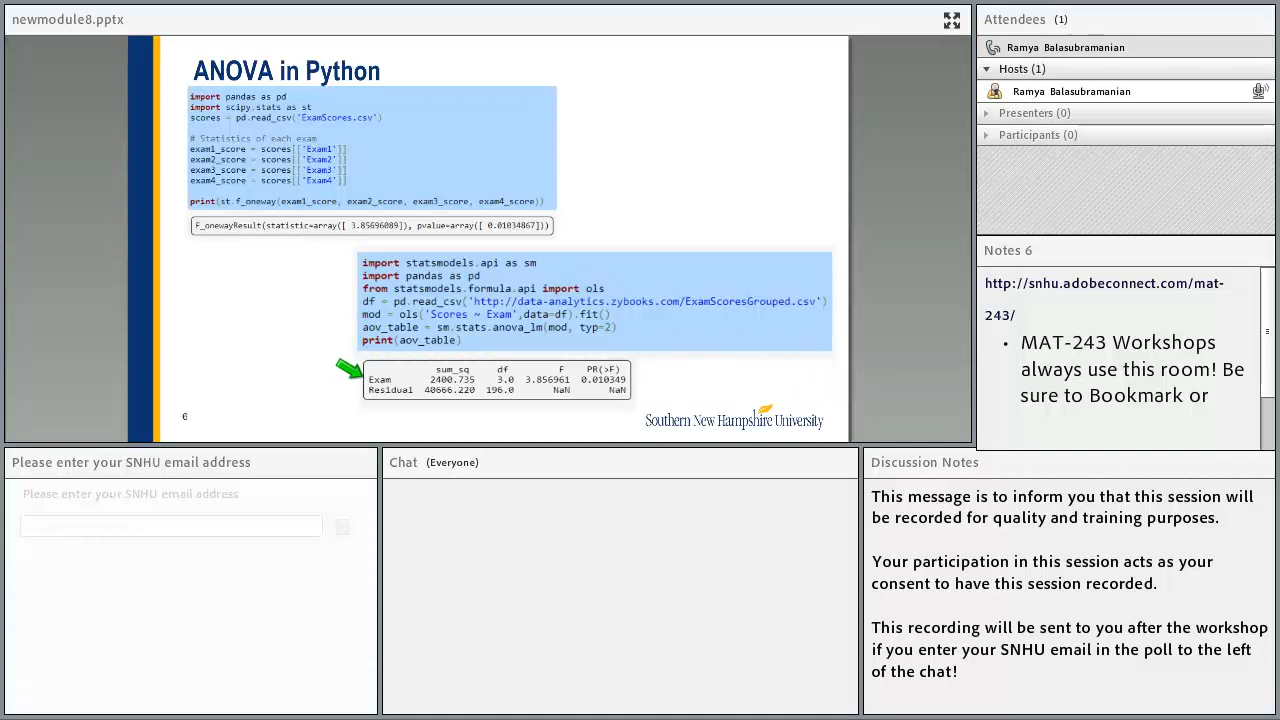 newmodule8.pptx
ANOVA in Python
import pandas as pd
import scipy.stats as st
scores = pd.read_csv('ExamScores.csv')
# Statistics of each exam
exam1_score = scores[['Exam1']]
exam2_score = scores[['Exam2']]
exam3_score = scores[['Exam3']]
exam4_score = scores[['Exam4']]
print(st.f_oneway(exam1_score, exam2_score, exam3_score, exam4_score))
F_onewayResult(statistic=array([ 3.85696089]), pvalue=array([ 0.01034867]))
import statsmodels.api as sm
import pandas as pd
from statsmodels.formula.api import ols
df = pd.read_csv('http://data-analytics.zybooks.com/ExamScoresGrouped.csv')
mod = ols('Scores ~ Exam',data=df).fit()
aov_table = sm.stats.anova_lm(mod, typ=2)
print(aov_table)
sum_sq df F PR(>F)
Exam 2400.735 3.0 3.856961 0.010349
Residual 40666.220 196.0 NaN NaN
6
Southern New Hampshire University
Attendees (1)
Ramya Balasubramanian
Hosts (1)
Ramya Balasubramanian
Presenters (0)
Participants (0)
Notes 6
http://snhu.adobeconnect.com/mat-
243/
• MAT-243 Workshops
always use this room! Be
sure to Bookmark or
Please enter your SNHU email address
Please enter your SNHU email address
Chat (Everyone)
Discussion Notes
This message is to inform you that this session will
be recorded for quality and training purposes.
Your participation in this session acts as your
consent to have this session recorded.
This recording will be sent to you after the workshop
if you enter your SNHU email in the poll to the left
of the chat!